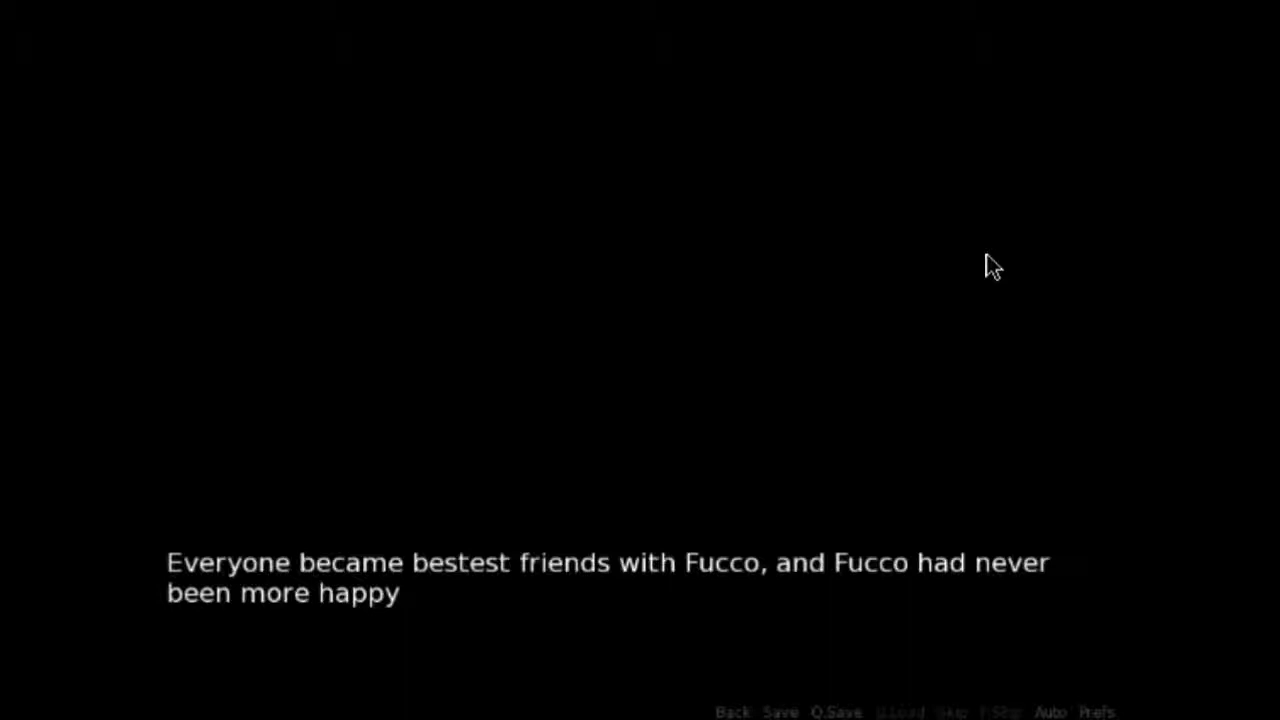 Everyone became bestest friends with Fucco, and Fucco had never
been more happy
Back Save Q.Save Auto Prefs